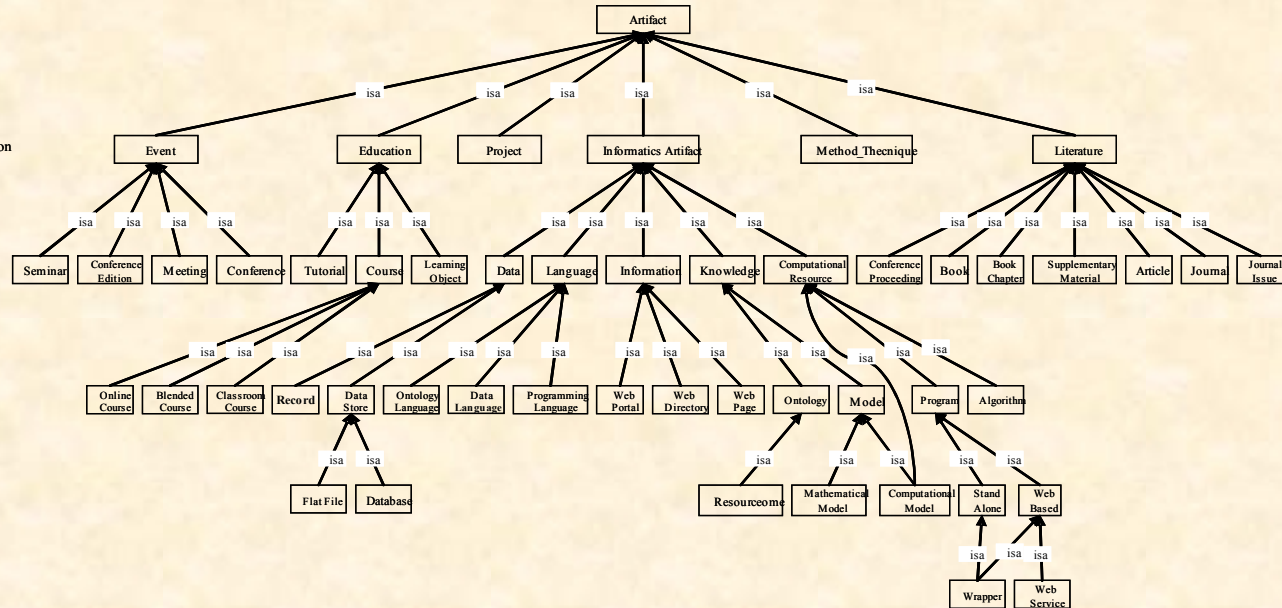 Artifact
isa isa isa isa isa isa
on
Event Education Project Informatics Artifact Method_Thecnique Literature
isa isa isa isa isa isa isa isa isa isa isa isa isa isa isa isa isa isa isa
Seminar Conference Edition Meeting Conference Tutorial Course Learning Object Data Language Information Knowledge Computational Resource Conference Proceeding Book Book Chapter Supplementary Material Article Journal Journal Issue
isa isa isa isa isa isa isa isa isa isa isa isa isa isa isa isa
Online Course Blended Course Classroom Course Record Data Store Ontology Language Data Language Programming Language Web Portal Web Directory Web Page Ontology Model Program Algorithm
isa isa isa isa isa isa isa
Flat File Database Resourceome Mathematical Model Computational Model Stand Alone Web Based
isa isa isa
Wrapper Web Service